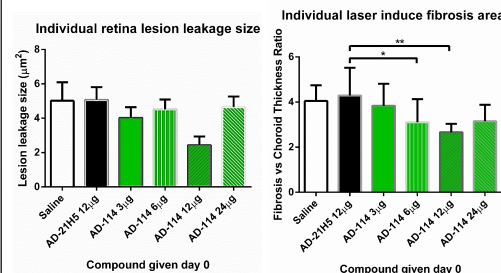 Individual retina lesion leakage size
Lesion leakage size (μm²)
8
6
4
2
0
Saline
AD-21H5 12μg
AD-114 3μg
AD-114 6μg
AD-114 12μg
AD-114 24μg
Compound given day 0
Individual laser induce fibrosis area
Fibrosis vs Choroid Thickness Ratio
6
4
2
0
**
*
Saline
AD-21H5 12μg
AD-114 3μg
AD-114 6μg
AD-114 12μg
AD-114 24μg
Compound given day 0